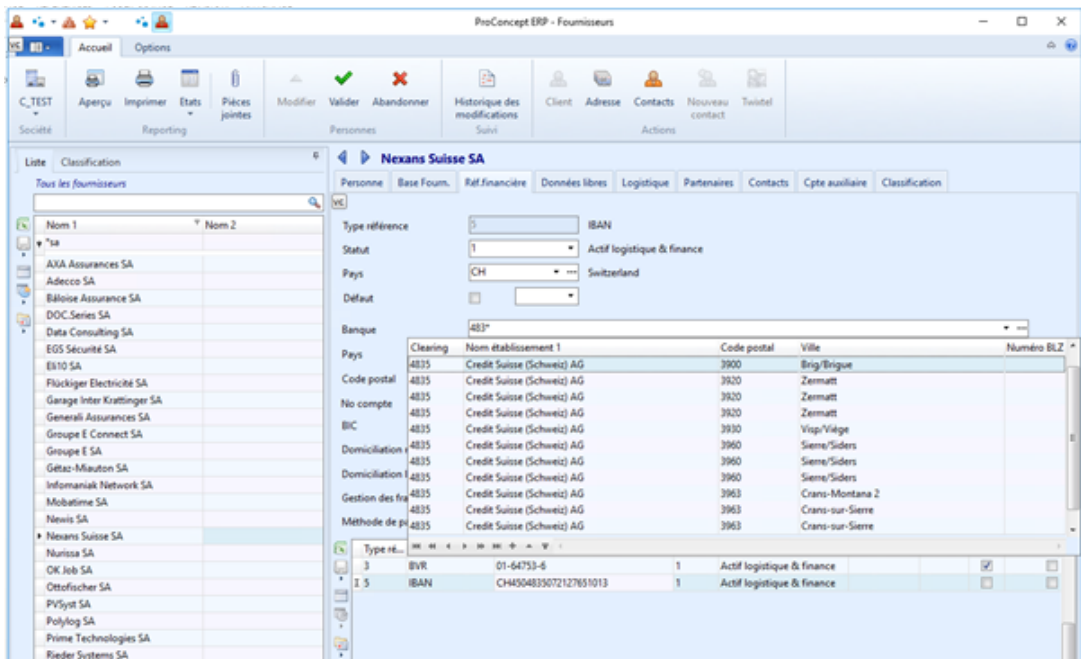 ProConcept ERP - Fournisseurs
Accueil Options
C_TEST Aperçu Imprimer Etats Pièces jointes Modifier Valider Abandonner Historique des modifications Client Adresse Contacts Nouveau contact Twixtel
Société Reporting Personnes Suivi Actions
Liste Classification
Tous les fournisseurs
Nom 1 Nom 2
*sa
AXA Assurances SA
Adecco SA
Bâloise Assurance SA
DOC.Series SA
Data Consulting SA
EGS Sécurité SA
Eli10 SA
Flückiger Electricité SA
Garage Inter Krattinger SA
Generali Assurances SA
Groupe E Connect SA
Groupe E SA
Gétaz-Miauton SA
Infomaniak Network SA
Mobatime SA
Newis SA
Nexans Suisse SA
Nurissa SA
OK Job SA
Ottofischer SA
PVSyst SA
Polylog SA
Prime Technologies SA
Rieder Systems SA
Nexans Suisse SA
Personne Base Fourn. Réf.financière Données libres Logistique Partenaires Contacts Cpte auxiliaire Classification
Type référence 5 IBAN
Statut 1 Actif logistique & finance
Pays CH Switzerland
Défaut
Banque 483*
Pays
Code postal
No compte
BIC
Domiciliation
Domiciliation
Gestion des fra
Méthode de p
Clearing Nom établissement 1 Code postal Ville Numéro BLZ
4835 Credit Suisse (Schweiz) AG 3900 Brig/Brigue
4835 Credit Suisse (Schweiz) AG 3920 Zermatt
4835 Credit Suisse (Schweiz) AG 3920 Zermatt
4835 Credit Suisse (Schweiz) AG 3920 Zermatt
4835 Credit Suisse (Schweiz) AG 3930 Visp/Viège
4835 Credit Suisse (Schweiz) AG 3960 Sierre/Siders
4835 Credit Suisse (Schweiz) AG 3960 Sierre/Siders
4835 Credit Suisse (Schweiz) AG 3960 Sierre/Siders
4835 Credit Suisse (Schweiz) AG 3963 Crans-Montana 2
4835 Credit Suisse (Schweiz) AG 3963 Crans-sur-Sierre
4835 Credit Suisse (Schweiz) AG 3963 Crans-sur-Sierre
Type ré...
3 BVR 01-64753-6 1 Actif logistique & finance
5 IBAN CH4504835072127651013 1 Actif logistique & finance